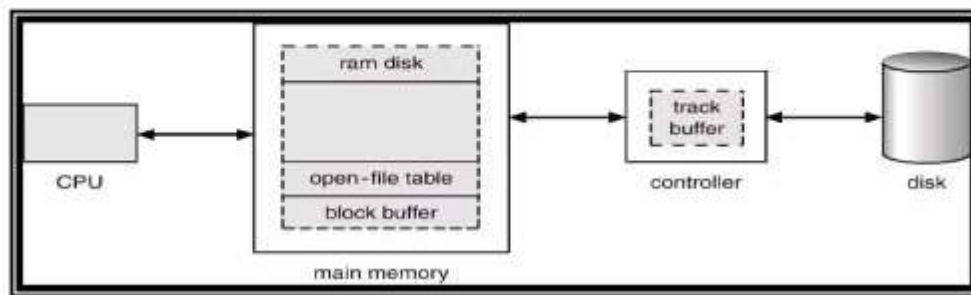 ram disk
open-file table
block buffer
track
buffer
CPU
main memory
controller
disk